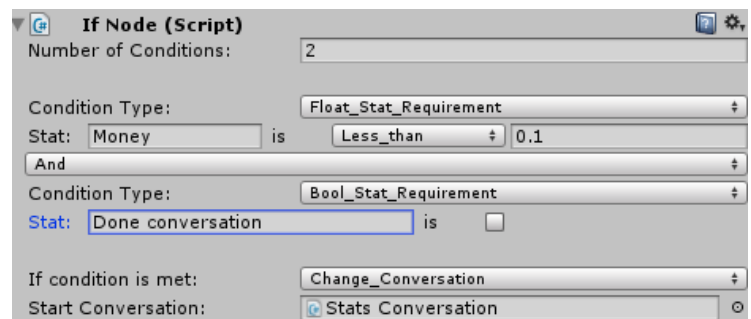 If Node (Script)
Number of Conditions: 2
Condition Type: Float_Stat_Requirement
Stat: Money is Less_than 0.1
And
Condition Type: Bool_Stat_Requirement
Stat: Done conversation is
If condition is met: Change_Conversation
Start Conversation: Stats Conversation